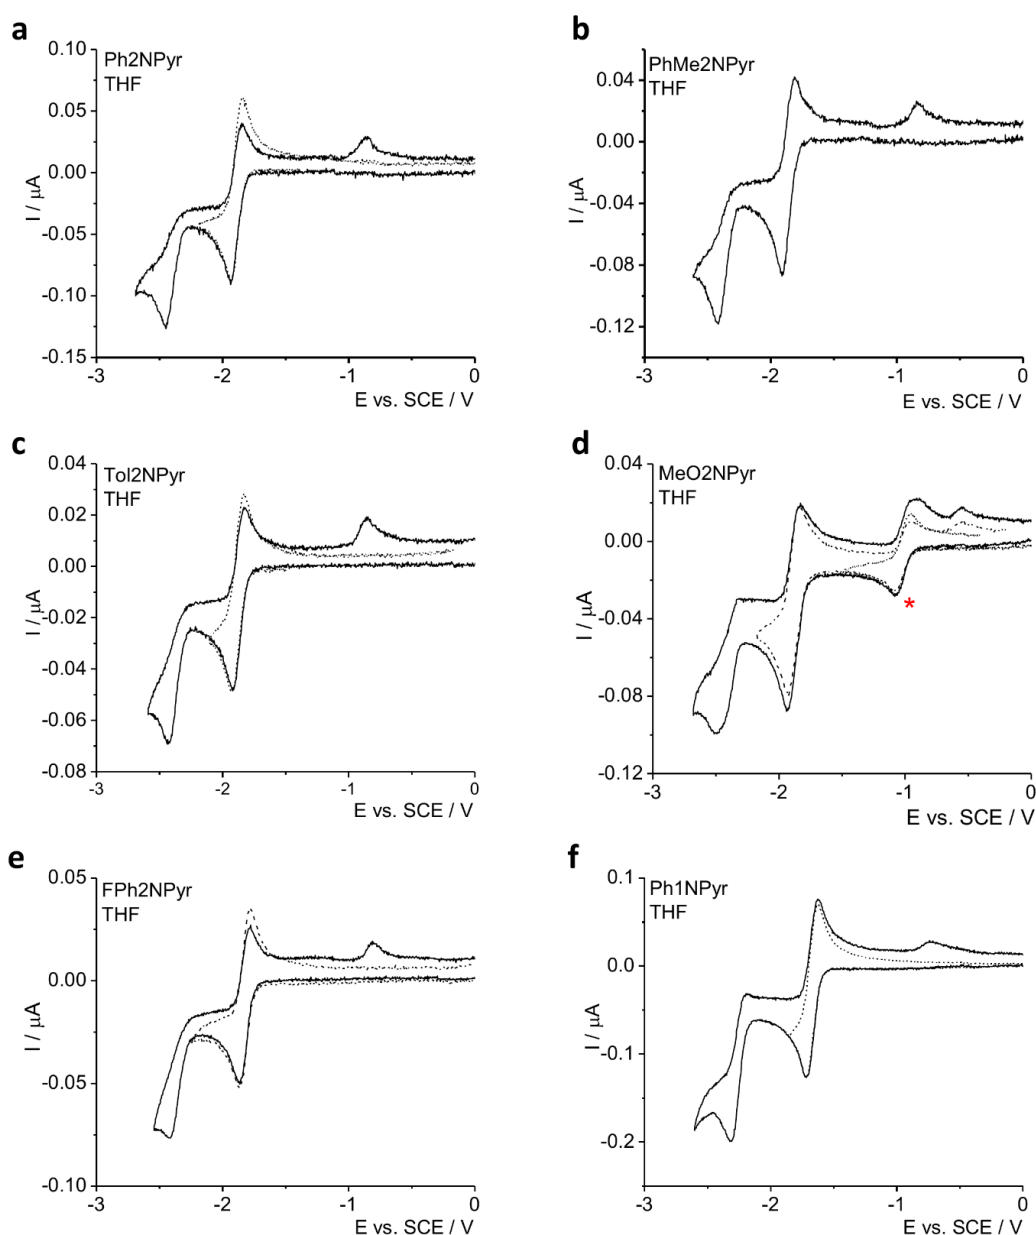 a
Ph2NPyr
THF
0.10
0.05
0.00
-0.05
-0.10
-0.15
I / μA
-3
-2
-1
0
E vs. SCE / V
b
PhMe2NPyr
THF
0.04
0.00
-0.04
-0.08
-0.12
I / μA
-3
-2
-1
0
E vs. SCE / V
c
Tol2NPyr
THF
0.04
0.02
0.00
-0.02
-0.04
-0.06
-0.08
I / μA
-3
-2
-1
0
E vs. SCE / V
d
MeO2NPyr
THF
0.04
0.00
-0.04
-0.08
-0.12
I / μA
*
-3
-2
-1
0
E vs. SCE / V
e
FPh2NPyr
THF
0.05
0.00
-0.05
-0.10
I / μA
-3
-2
-1
0
E vs. SCE / V
f
Ph1NPyr
THF
0.1
0.0
-0.1
-0.2
I / μA
-3
-2
-1
0
E vs. SCE / V